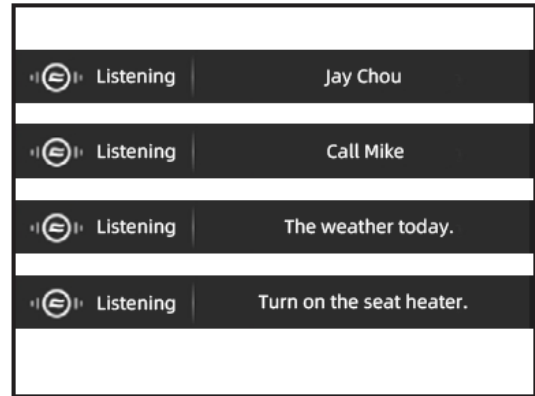 Listening Jay Chou
Listening Call Mike
Listening The weather today.
Listening Turn on the seat heater.